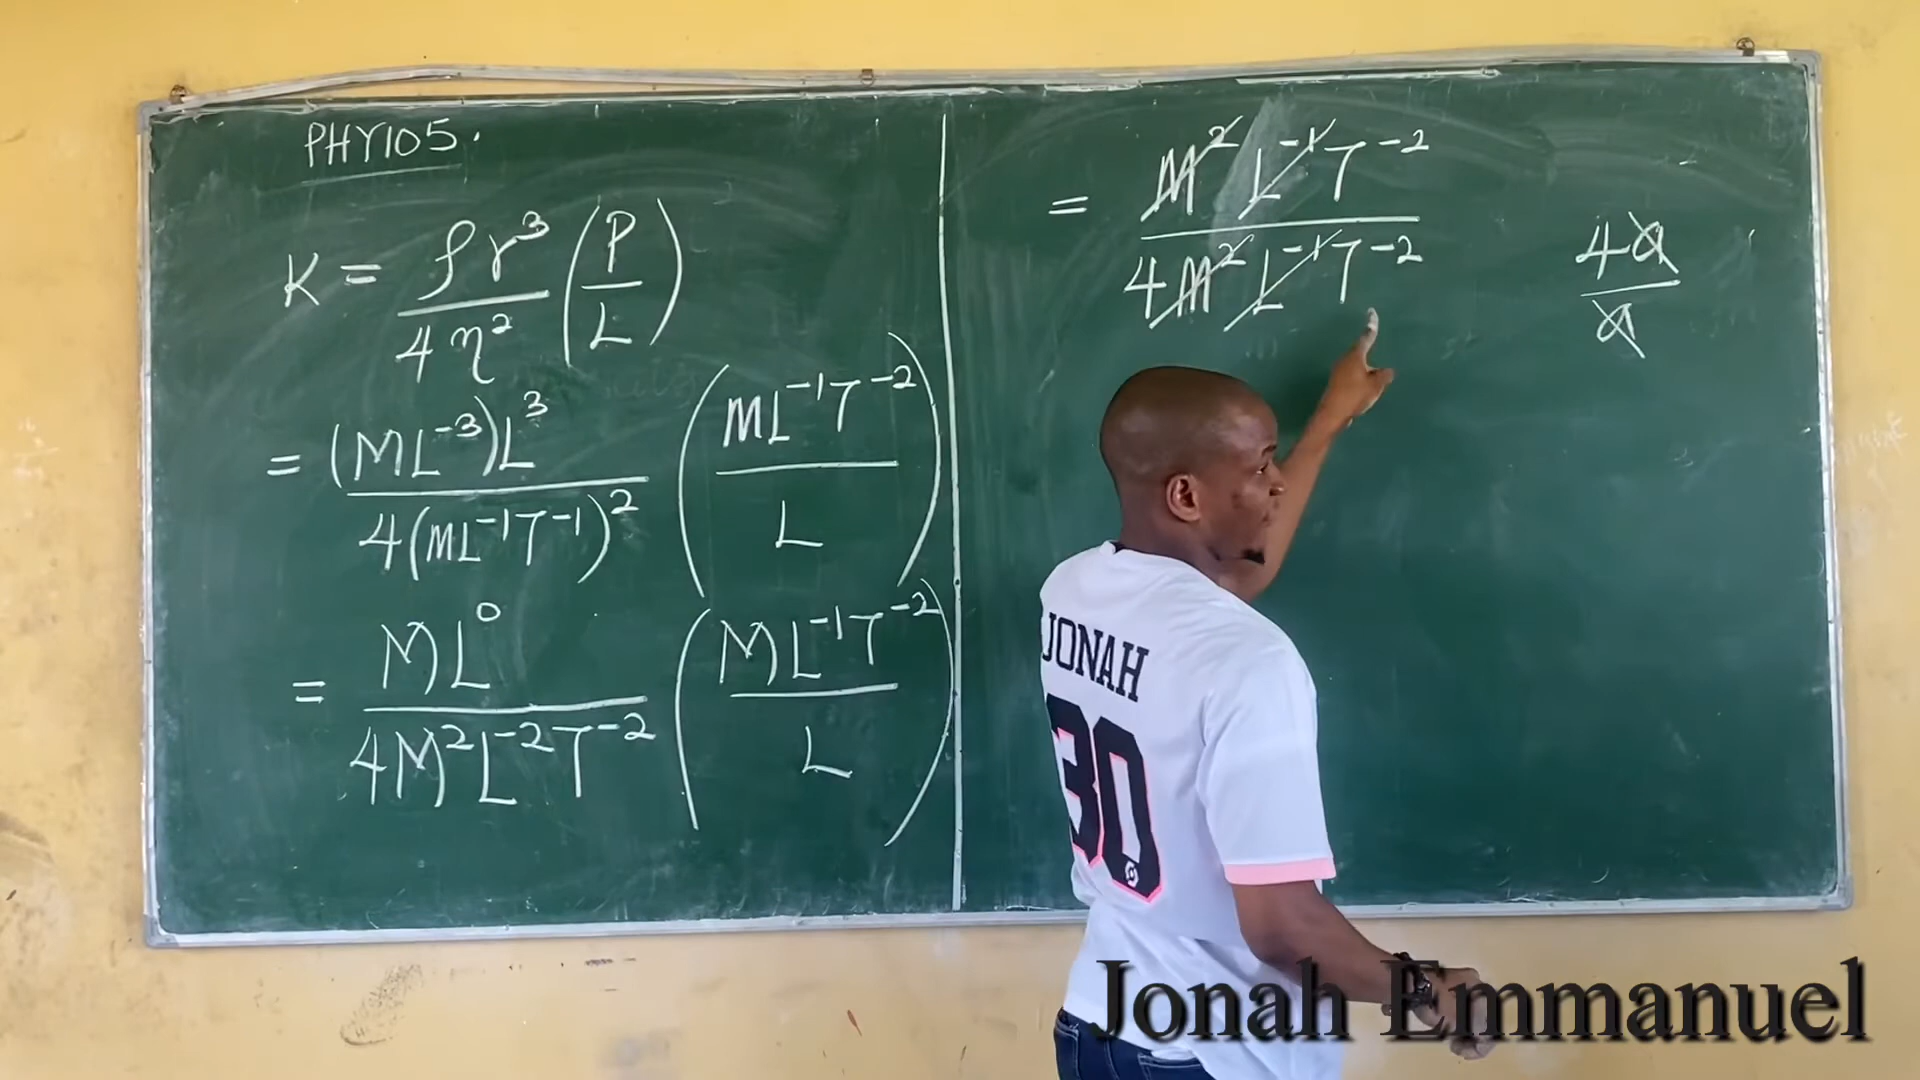 PHY105.
K = ρr³/4η² (P/L)
= (ML⁻³)L³/4(ML⁻¹T⁻¹)² (ML⁻¹T⁻²/L)
= ML⁰/4M²L⁻²T⁻² (ML⁻¹T⁻²/L)
= M²L⁻¹T⁻²/4M²L⁻¹T⁻²
4a/a
JONAH
30
Jonah Emmanuel